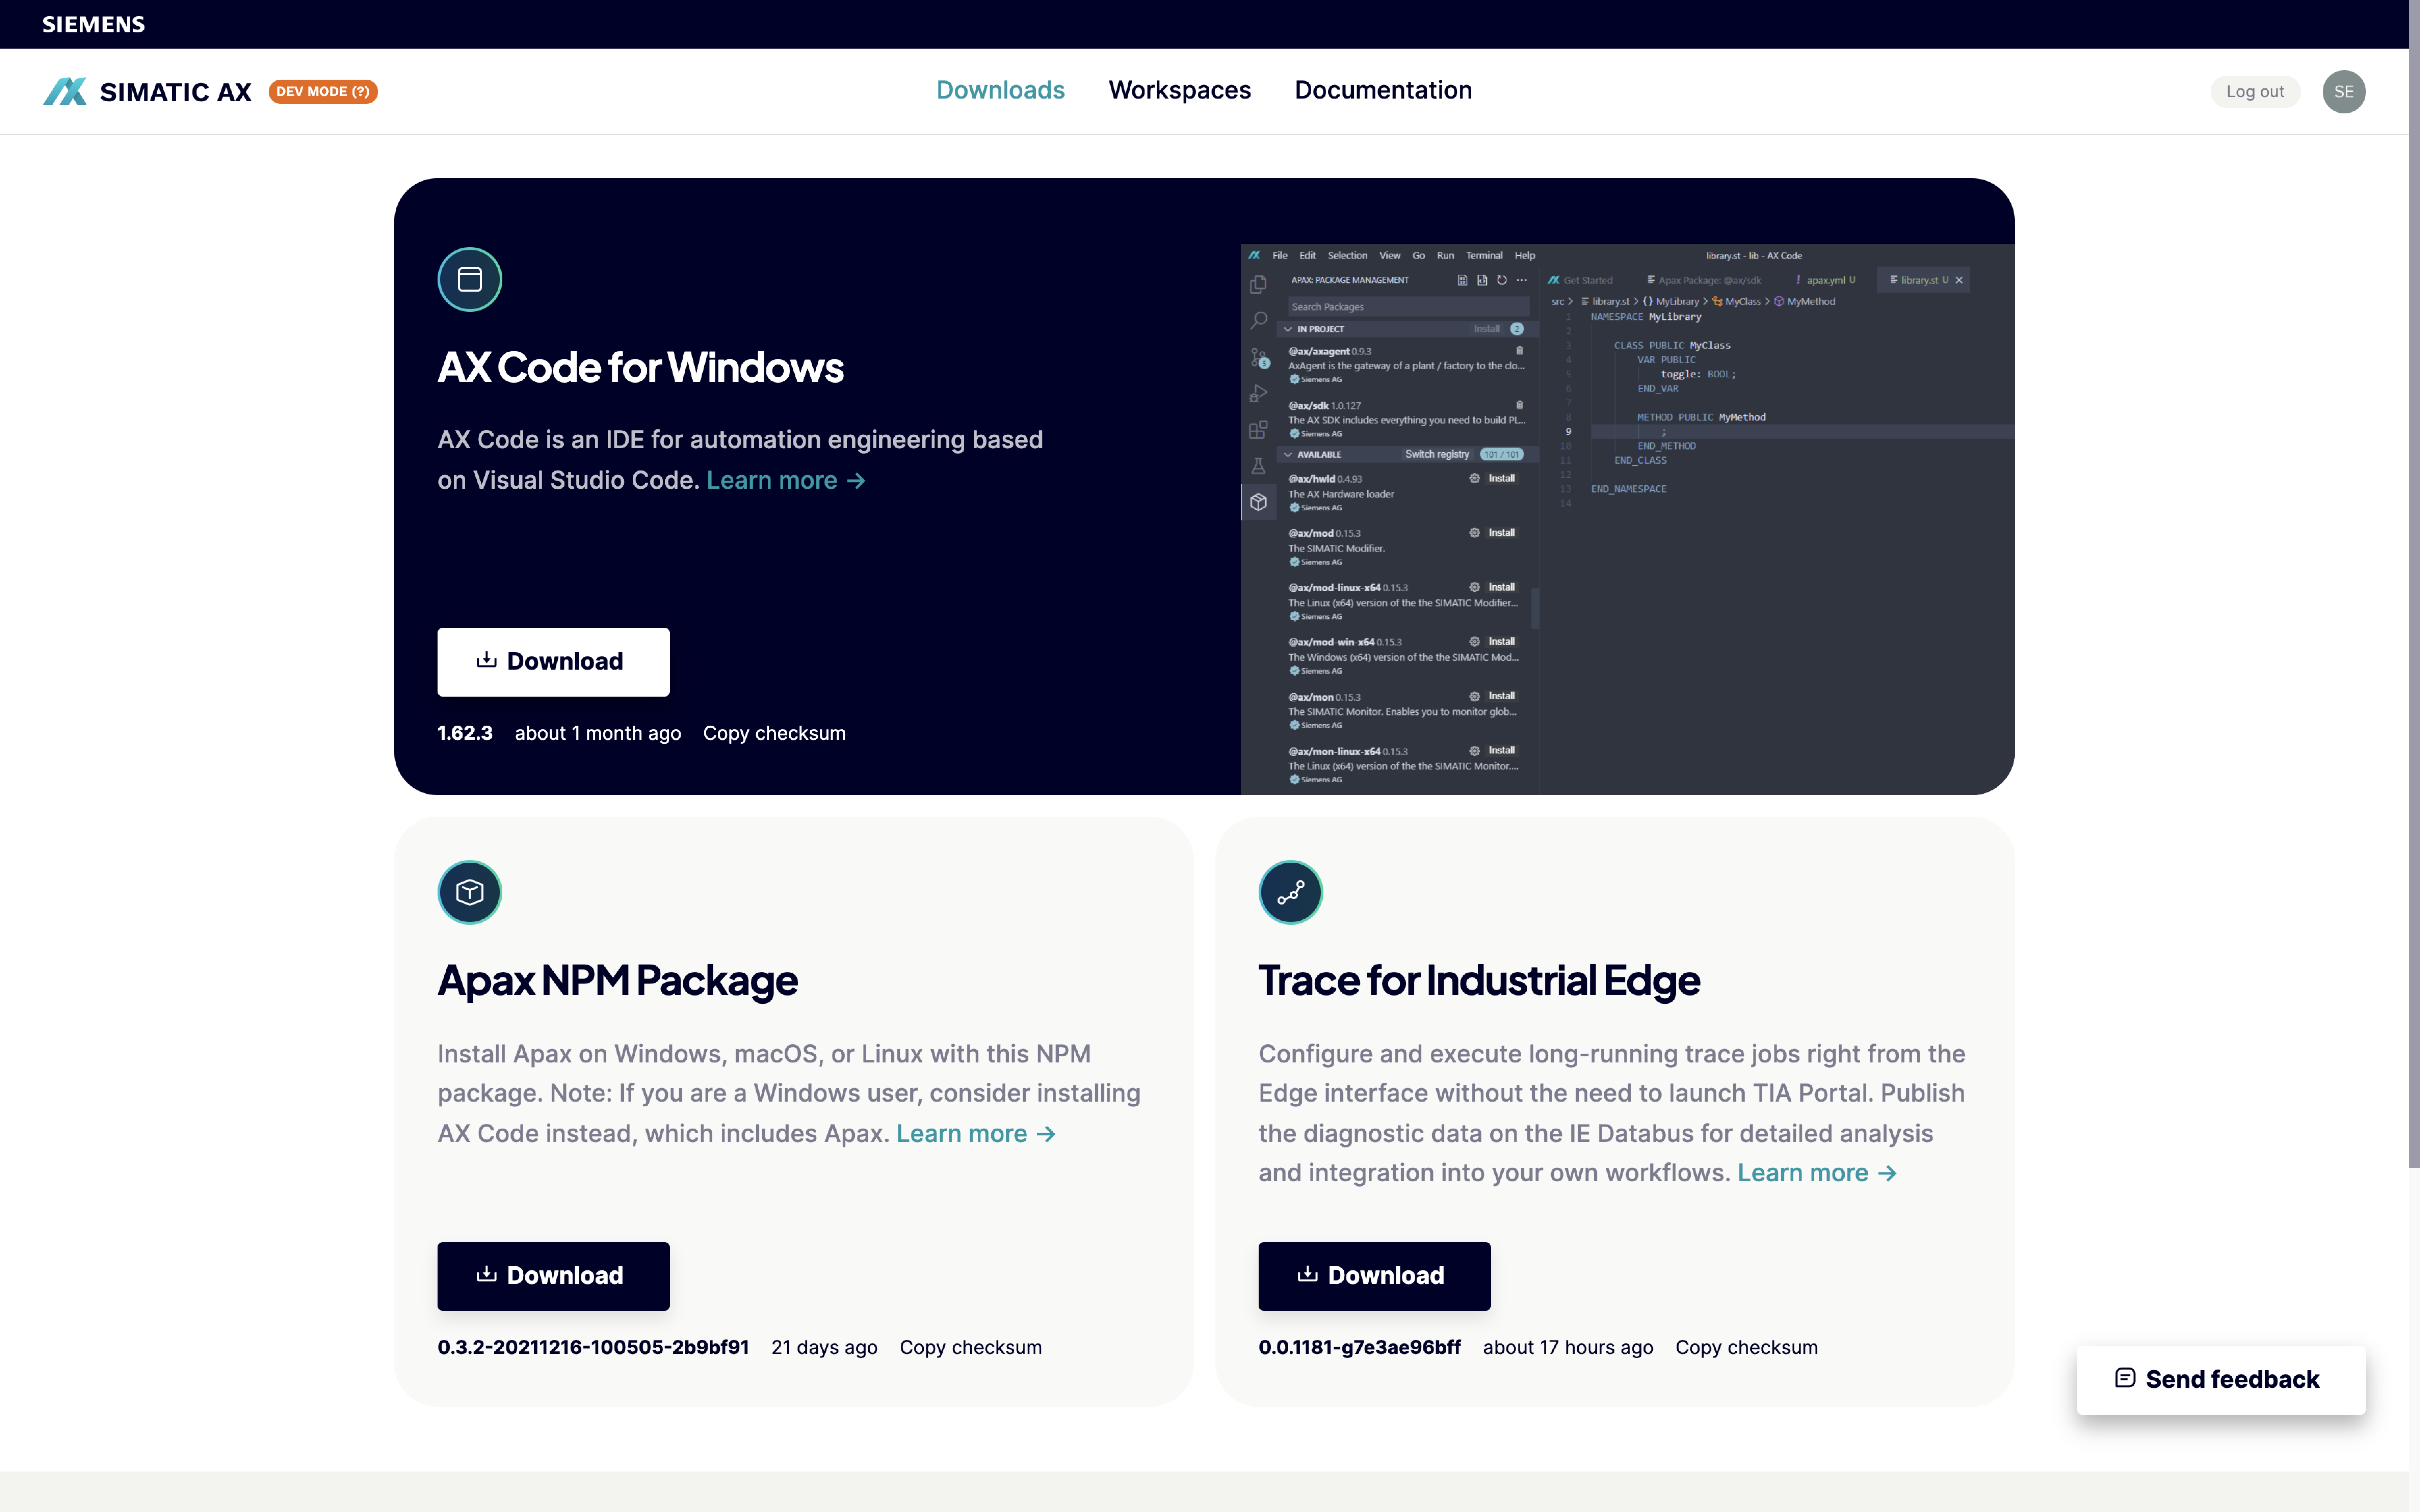 SIEMENS
SIMATIC AX DEV MODE (?)
Downloads Workspaces Documentation
Log out SE
AX Code for Windows
AX Code is an IDE for automation engineering based
on Visual Studio Code. Learn more →
Download
1.62.3 about 1 month ago Copy checksum
File Edit Selection View Go Run Terminal Help library.st - lib - AX Code
APAX: PACKAGE MANAGEMENT
Search Packages
IN PROJECT Install 2
@ax/axagent 0.9.3
AxAgent is the gateway of a plant / factory to the clo...
Siemens AG
@ax/sdk 1.0.127
The AX SDK includes everything you need to build PL...
Siemens AG
AVAILABLE Switch registry 101 / 101
@ax/hwld 0.4.93 Install
The AX Hardware loader
Siemens AG
@ax/mod 0.15.3 Install
The SIMATIC Modifier.
Siemens AG
@ax/mod-linux-x64 0.15.3 Install
The Linux (x64) version of the the SIMATIC Modifier...
Siemens AG
@ax/mod-win-x64 0.15.3 Install
The Windows (x64) version of the the SIMATIC Mod...
Siemens AG
@ax/mon 0.15.3 Install
The SIMATIC Monitor. Enables you to monitor glob...
Siemens AG
@ax/mon-linux-x64 0.15.3 Install
The Linux (x64) version of the the SIMATIC Monitor....
Siemens AG
Get Started Apax Package: @ax/sdk ! apax.yml U library.st U
src > library.st > {} MyLibrary > MyClass > MyMethod
1 NAMESPACE MyLibrary
2
3 CLASS PUBLIC MyClass
4 VAR PUBLIC
5 toggle: BOOL;
6 END_VAR
7
8 METHOD PUBLIC MyMethod
9 ;
10 END_METHOD
11 END_CLASS
12
13 END_NAMESPACE
14
Apax NPM Package
Install Apax on Windows, macOS, or Linux with this NPM
package. Note: If you are a Windows user, consider installing
AX Code instead, which includes Apax. Learn more →
Download
0.3.2-20211216-100505-2b9bf91 21 days ago Copy checksum
Trace for Industrial Edge
Configure and execute long-running trace jobs right from the
Edge interface without the need to launch TIA Portal. Publish
the diagnostic data on the IE Databus for detailed analysis
and integration into your own workflows. Learn more →
Download
0.0.1181-g7e3ae96bff about 17 hours ago Copy checksum
Send feedback